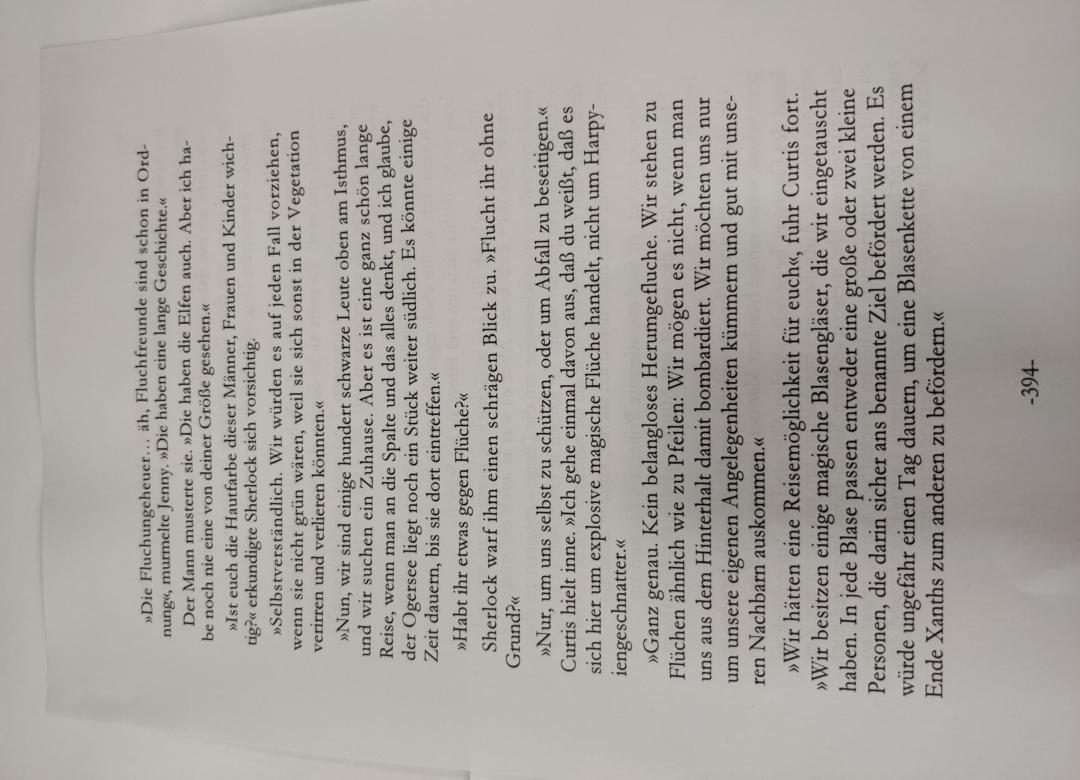 »Die Fluchungeheuer… äh, Fluchfreunde sind schon in Ord-
nung«, murmelte Jenny. »Die haben eine lange Geschichte.«
Der Mann musterte sie. »Die haben die Elfen auch. Aber ich ha-
be noch nie eine von deiner Größe gesehen.«
»Ist euch die Hautfarbe dieser Männer, Frauen und Kinder wich-
tig?« erkundigte Sherlock sich vorsichtig.
»Selbstverständlich. Wir würden es auf jeden Fall vorziehen,
wenn sie nicht grün wären, weil sie sich sonst in der Vegetation
verirren und verlieren könnten.«
»Nun, wir sind einige hundert schwarze Leute oben am Isthmus,
und wir suchen ein Zuhause. Aber es ist eine ganz schön lange
Reise, wenn man an die Spalte und das alles denkt, und ich glaube,
der Ogersee liegt noch ein Stück weiter südlich. Es könnte einige
Zeit dauern, bis sie dort eintreffen.«
»Habt ihr etwas gegen Flüche?«
Sherlock warf ihm einen schrägen Blick zu. »Flucht ihr ohne
Grund?«
»Nur, um uns selbst zu schützen, oder um Abfall zu beseitigen.«
Curtis hielt inne. »Ich gehe einmal davon aus, daß du weißt, daß es
sich hier um explosive magische Flüche handelt, nicht um Harpy-
iengeschnatter.«
»Ganz genau. Kein belangloses Herumgefluche. Wir stehen zu
Flüchen ähnlich wie zu Pfeilen: Wir mögen es nicht, wenn man
uns aus dem Hinterhalt damit bombardiert. Wir möchten uns nur
um unsere eigenen Angelegenheiten kümmern und gut mit unse-
ren Nachbarn auskommen.«
»Wir hätten eine Reisemöglichkeit für euch«, fuhr Curtis fort.
»Wir besitzen einige magische Blasengläser, die wir eingetauscht
haben. In jede Blase passen entweder eine große oder zwei kleine
Personen, die darin sicher ans benannte Ziel befördert werden. Es
würde ungefähr einen Tag dauern, um eine Blasenkette von einem
Ende Xanths zum anderen zu befördern.«
-394-